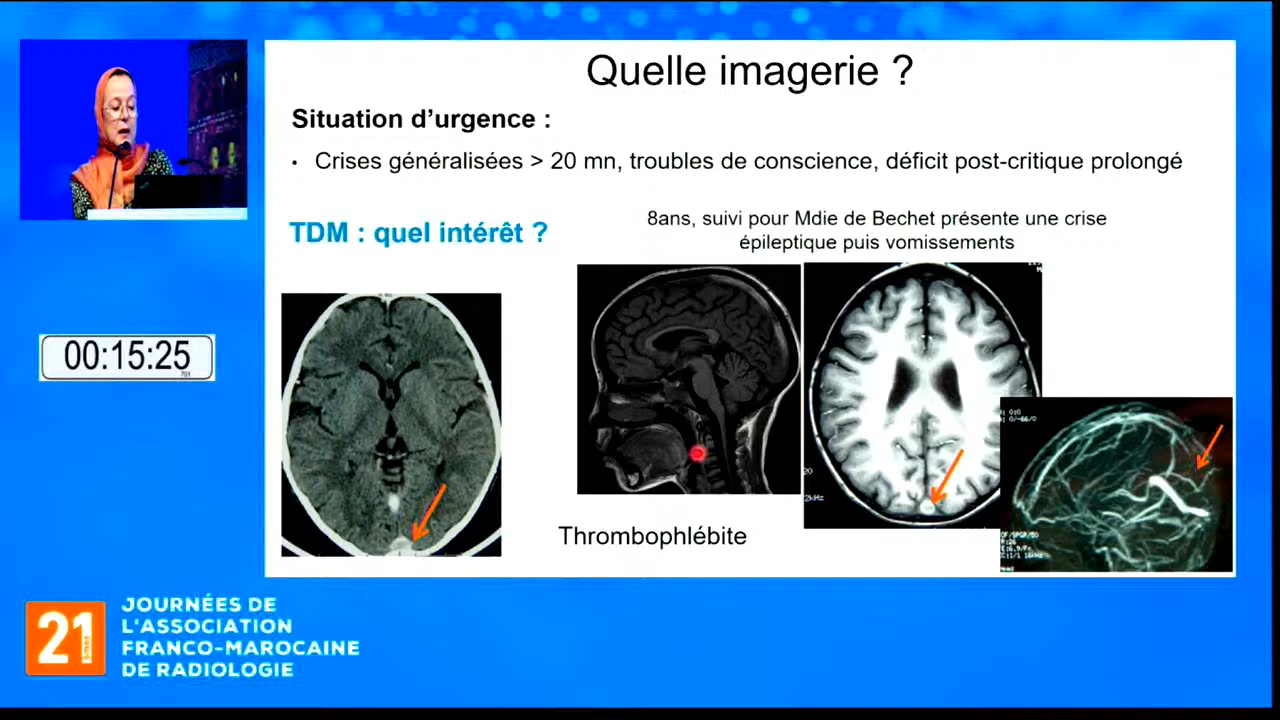 Quelle imagerie ?
Situation d'urgence :
• Crises généralisées > 20 mn, troubles de conscience, déficit post-critique prolongé
TDM : quel intérêt ?
8ans, suivi pour Mdie de Bechet présente une crise
épileptique puis vomissements
00:15:25
Thrombophlébite
21
èmes
JOURNÉES DE
L'ASSOCIATION
FRANCO-MAROCAINE
DE RADIOLOGIE